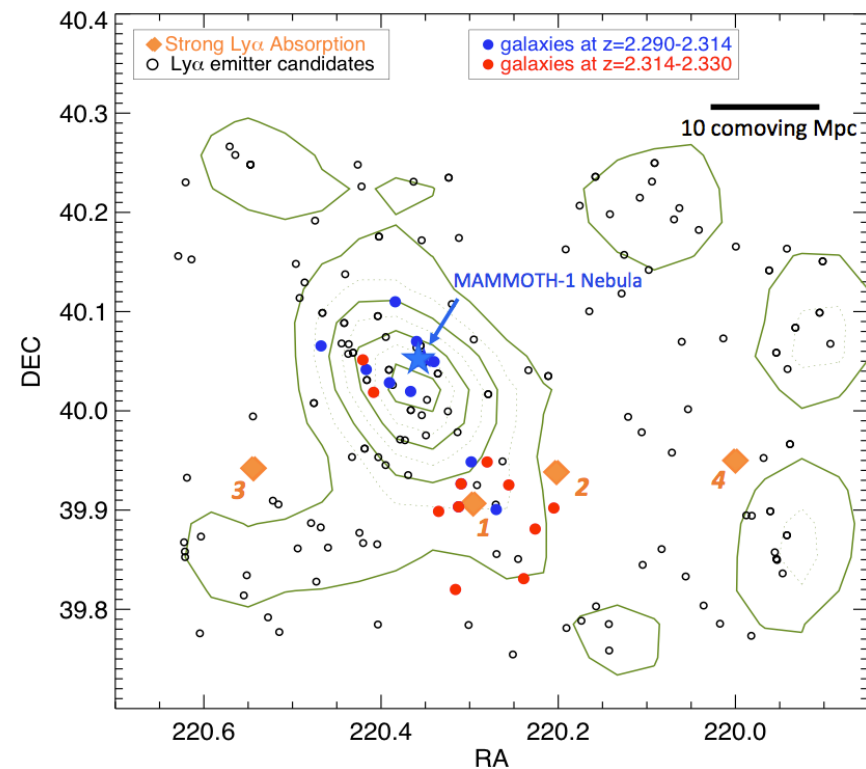 Strong Lyα Absorption
Lyα emitter candidates
galaxies at z=2.290-2.314
galaxies at z=2.314-2.330
10 comoving Mpc
MAMMOTH-1 Nebula
1
2
3
4
40.4
40.3
40.2
40.1
40.0
39.9
39.8
DEC
220.6
220.4
220.2
220.0
RA